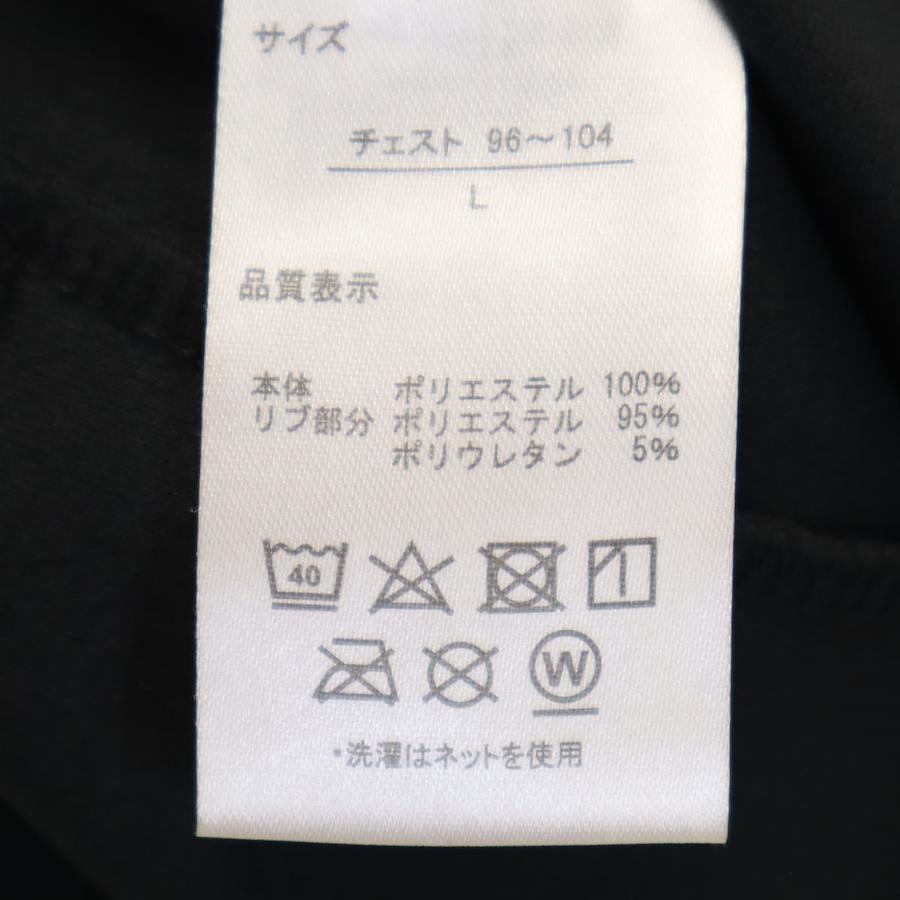 サイズ
チェスト 96～104
L
品質表示
本体 ポリエステル 100%
リブ部分 ポリエステル 95%
ポリウレタン 5%
40
W
・洗濯はネットを使用